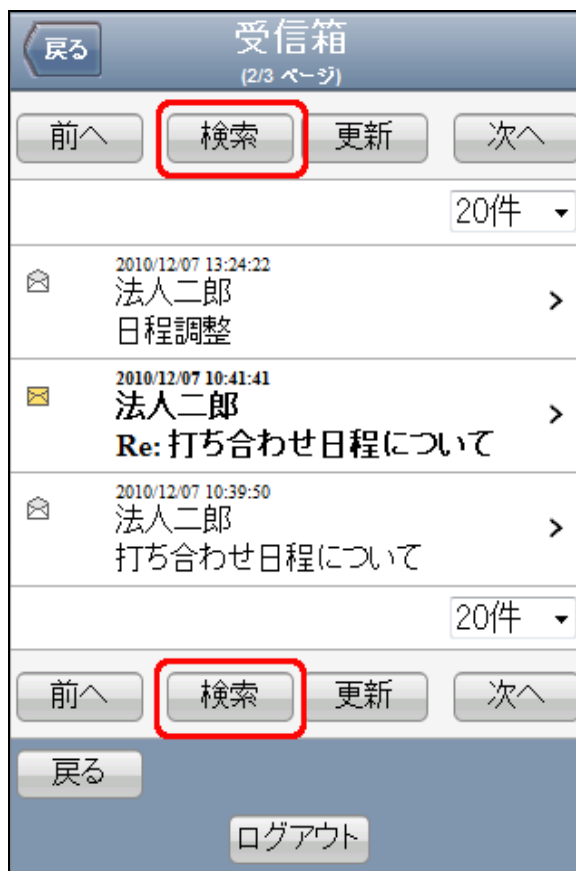 戻る
受信箱
(2/3 ページ)
前へ 検索 更新 次へ
20件
2010/12/07 13:24:22
法人二郎
日程調整
2010/12/07 10:41:41
法人二郎
Re: 打ち合わせ日程について
2010/12/07 10:39:50
法人二郎
打ち合わせ日程について
20件
前へ 検索 更新 次へ
戻る
ログアウト